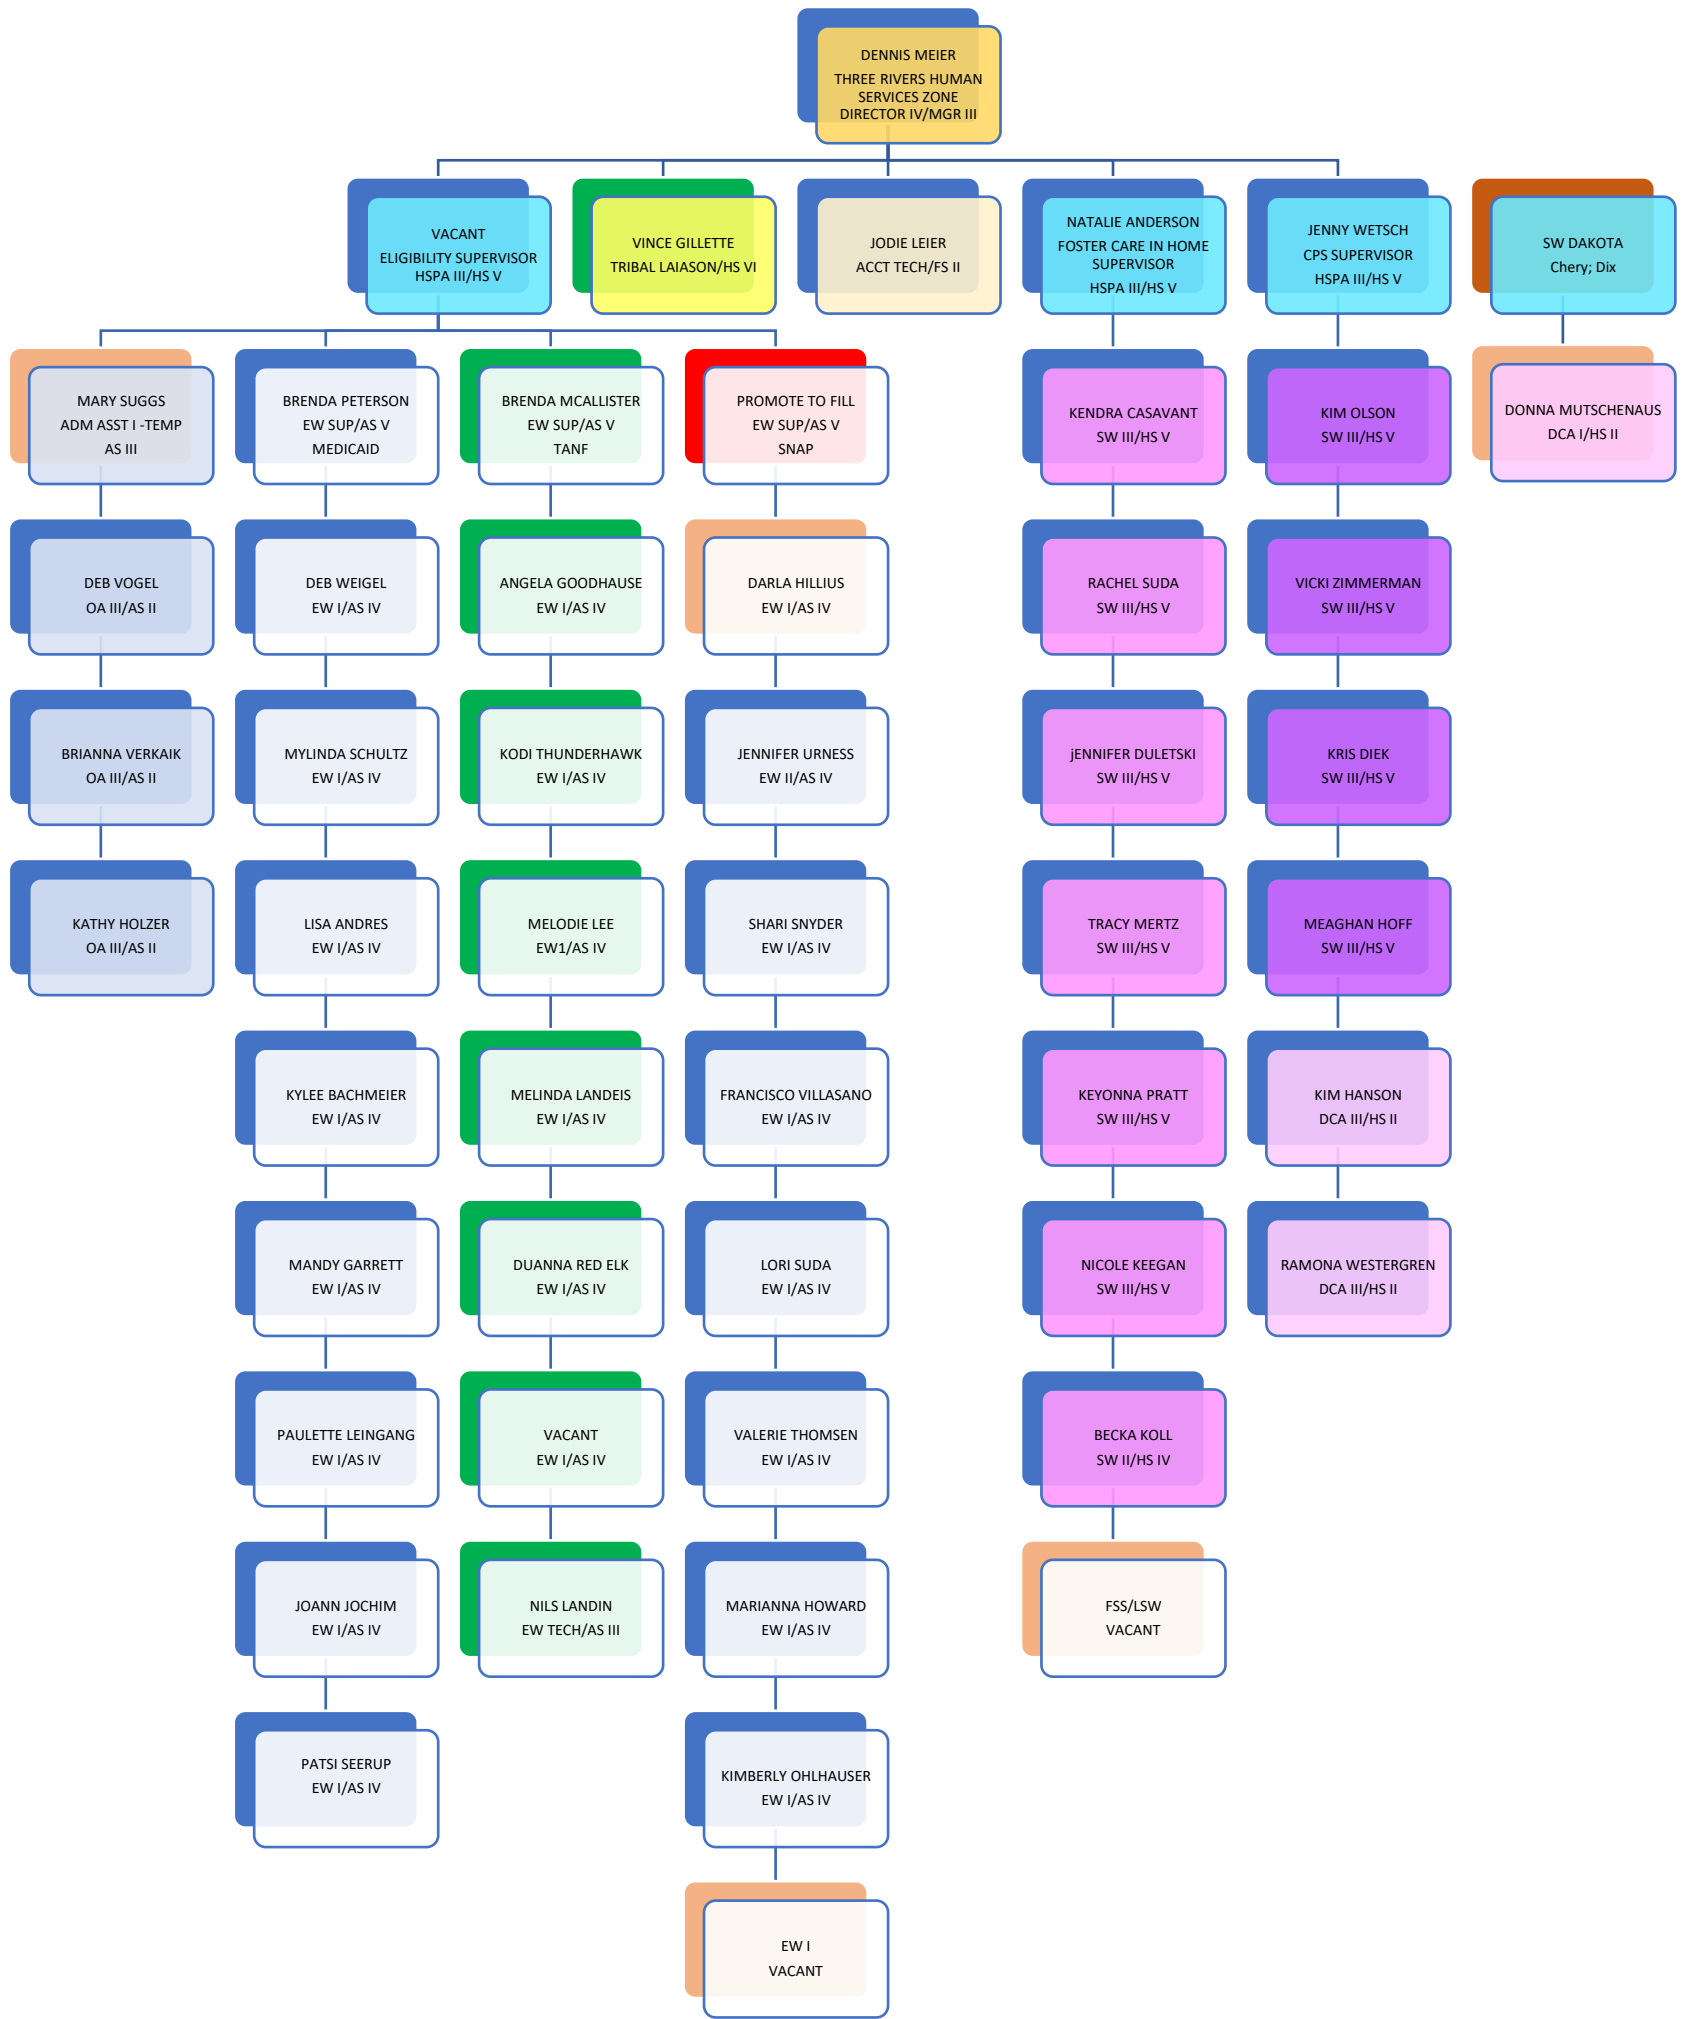 DENNIS MEIER
THREE RIVERS HUMAN
SERVICES ZONE
DIRECTOR IV/MGR III
VACANT
ELIGIBILITY SUPERVISOR
HSPA III/HS V
VINCE GILLETTE
TRIBAL LAIASON/HS VI
JODIE LEIER
ACCT TECH/FS II
NATALIE ANDERSON
FOSTER CARE IN HOME
SUPERVISOR
HSPA III/HS V
JENNY WETSCH
CPS SUPERVISOR
HSPA III/HS V
SW DAKOTA
Chery; Dix
MARY SUGGS
ADM ASST I -TEMP
AS III
BRENDA PETERSON
EW SUP/AS V
MEDICAID
BRENDA MCALLISTER
EW SUP/AS V
TANF
PROMOTE TO FILL
EW SUP/AS V
SNAP
KENDRA CASAVANT
SW III/HS V
KIM OLSON
SW III/HS V
DONNA MUTSCHENAUS
DCA I/HS II
DEB VOGEL
OA III/AS II
DEB WEIGEL
EW I/AS IV
ANGELA GOODHAUSE
EW I/AS IV
DARLA HILLIUS
EW I/AS IV
RACHEL SUDA
SW III/HS V
VICKI ZIMMERMAN
SW III/HS V
BRIANNA VERKAIK
OA III/AS II
MYLINDA SCHULTZ
EW I/AS IV
KODI THUNDERHAWK
EW I/AS IV
JENNIFER URNESS
EW II/AS IV
jENNIFER DULETSKI
SW III/HS V
KRIS DIEK
SW III/HS V
KATHY HOLZER
OA III/AS II
LISA ANDRES
EW I/AS IV
MELODIE LEE
EW1/AS IV
SHARI SNYDER
EW I/AS IV
TRACY MERTZ
SW III/HS V
MEAGHAN HOFF
SW III/HS V
KYLEE BACHMEIER
EW I/AS IV
MELINDA LANDEIS
EW I/AS IV
FRANCISCO VILLASANO
EW I/AS IV
KEYONNA PRATT
SW III/HS V
KIM HANSON
DCA III/HS II
MANDY GARRETT
EW I/AS IV
DUANNA RED ELK
EW I/AS IV
LORI SUDA
EW I/AS IV
NICOLE KEEGAN
SW III/HS V
RAMONA WESTERGREN
DCA III/HS II
PAULETTE LEINGANG
EW I/AS IV
VACANT
EW I/AS IV
VALERIE THOMSEN
EW I/AS IV
BECKA KOLL
SW II/HS IV
JOANN JOCHIM
EW I/AS IV
NILS LANDIN
EW TECH/AS III
MARIANNA HOWARD
EW I/AS IV
FSS/LSW
VACANT
PATSI SEERUP
EW I/AS IV
KIMBERLY OHLHAUSER
EW I/AS IV
EW I
VACANT